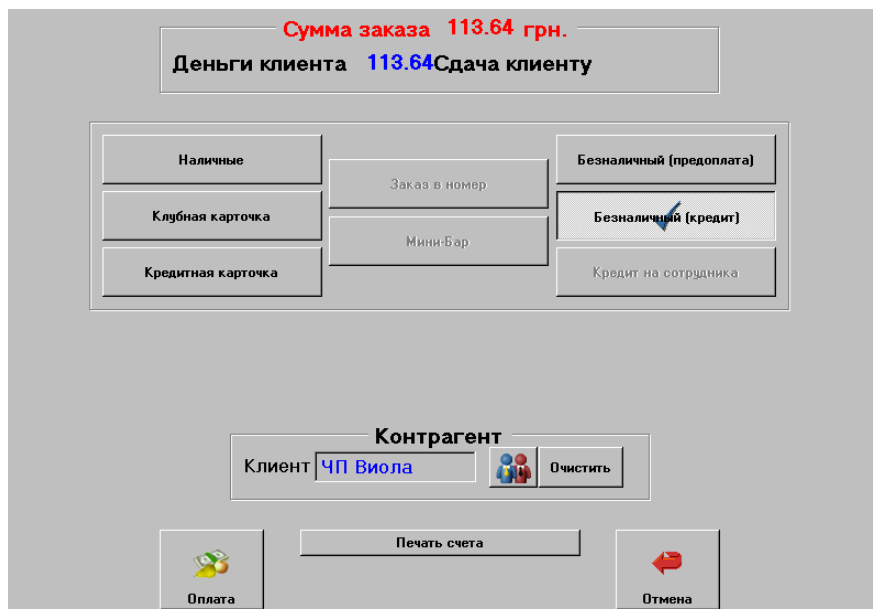 Сумма заказа 113.64 грн.
Деньги клиента 113.64Сдача клиенту
Наличные
Клубная карточка
Кредитная карточка
Заказ в номер
Мини-Бар
Безналичный (предоплата)
Безналичный (кредит)
Кредит на сотрудника
Контрагент
Клиент ЧП Виола Очистить
Печать счета
Оплата
Отмена